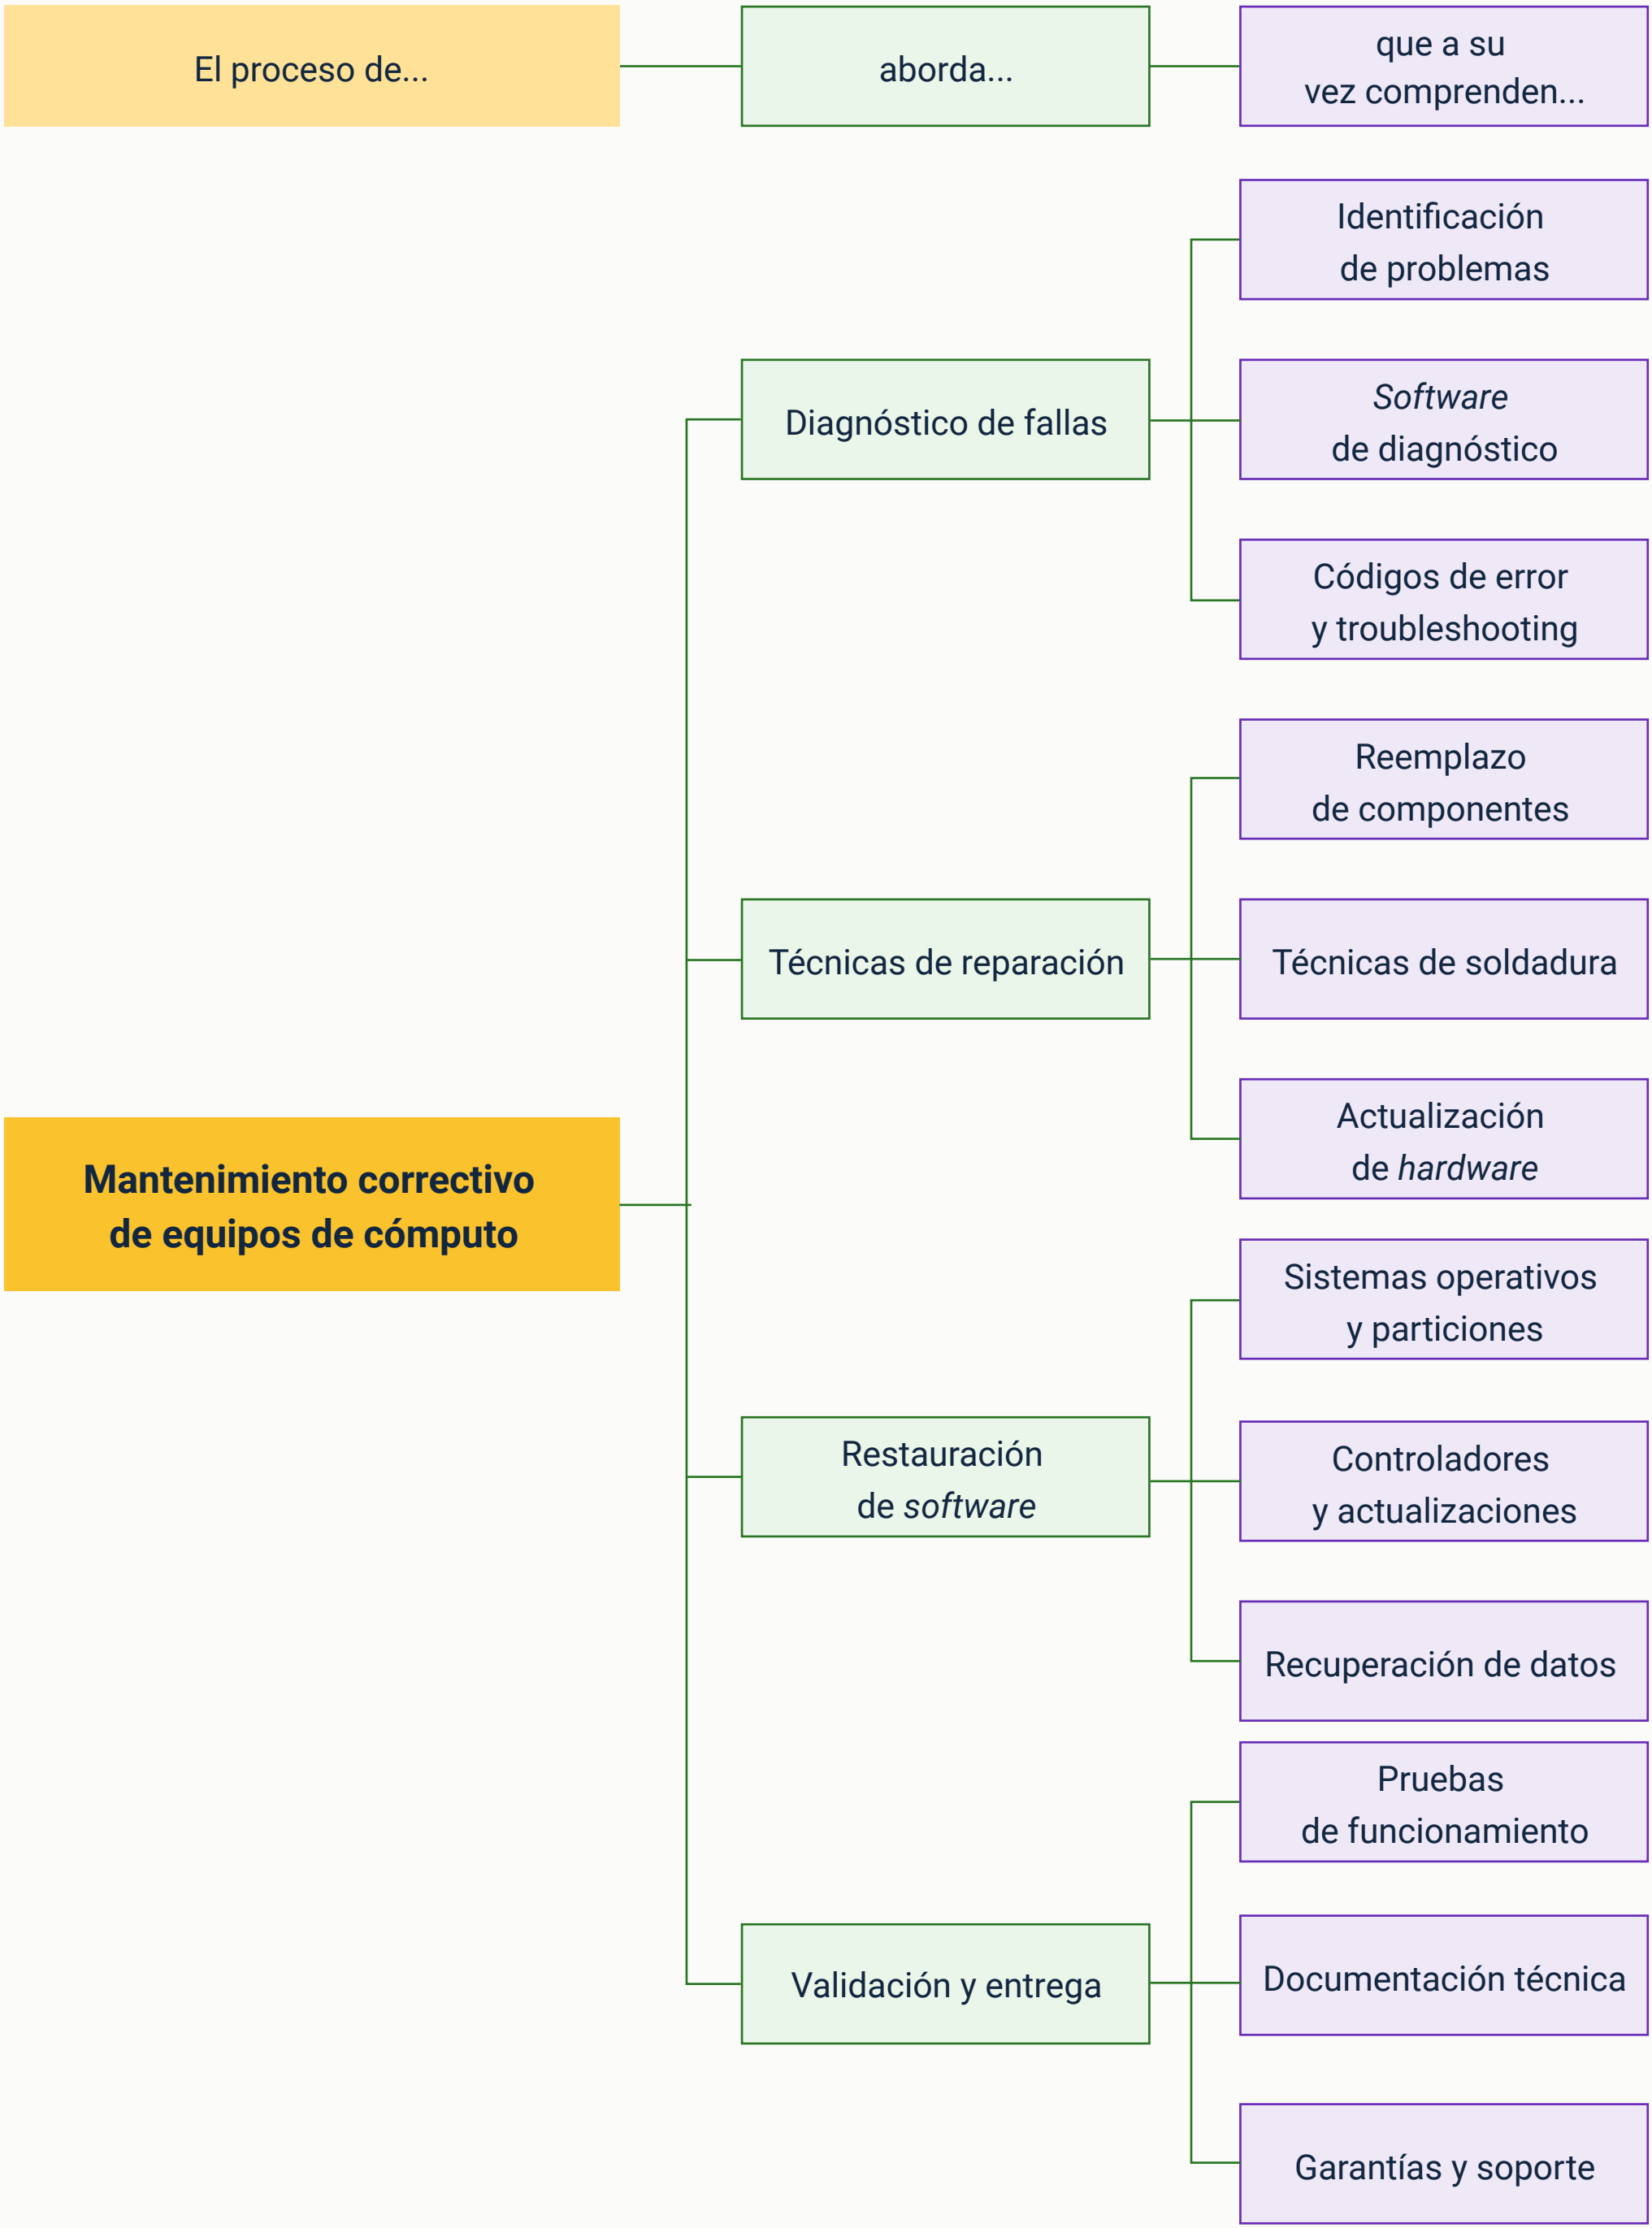 El proceso de...
aborda...
que a su
vez comprenden...
Mantenimiento correctivo
de equipos de cómputo
Diagnóstico de fallas
Identificación
de problemas
Software
de diagnóstico
Códigos de error
y troubleshooting
Técnicas de reparación
Reemplazo
de componentes
Técnicas de soldadura
Actualización
de hardware
Restauración
de software
Sistemas operativos
y particiones
Controladores
y actualizaciones
Recuperación de datos
Validación y entrega
Pruebas
de funcionamiento
Documentación técnica
Garantías y soporte